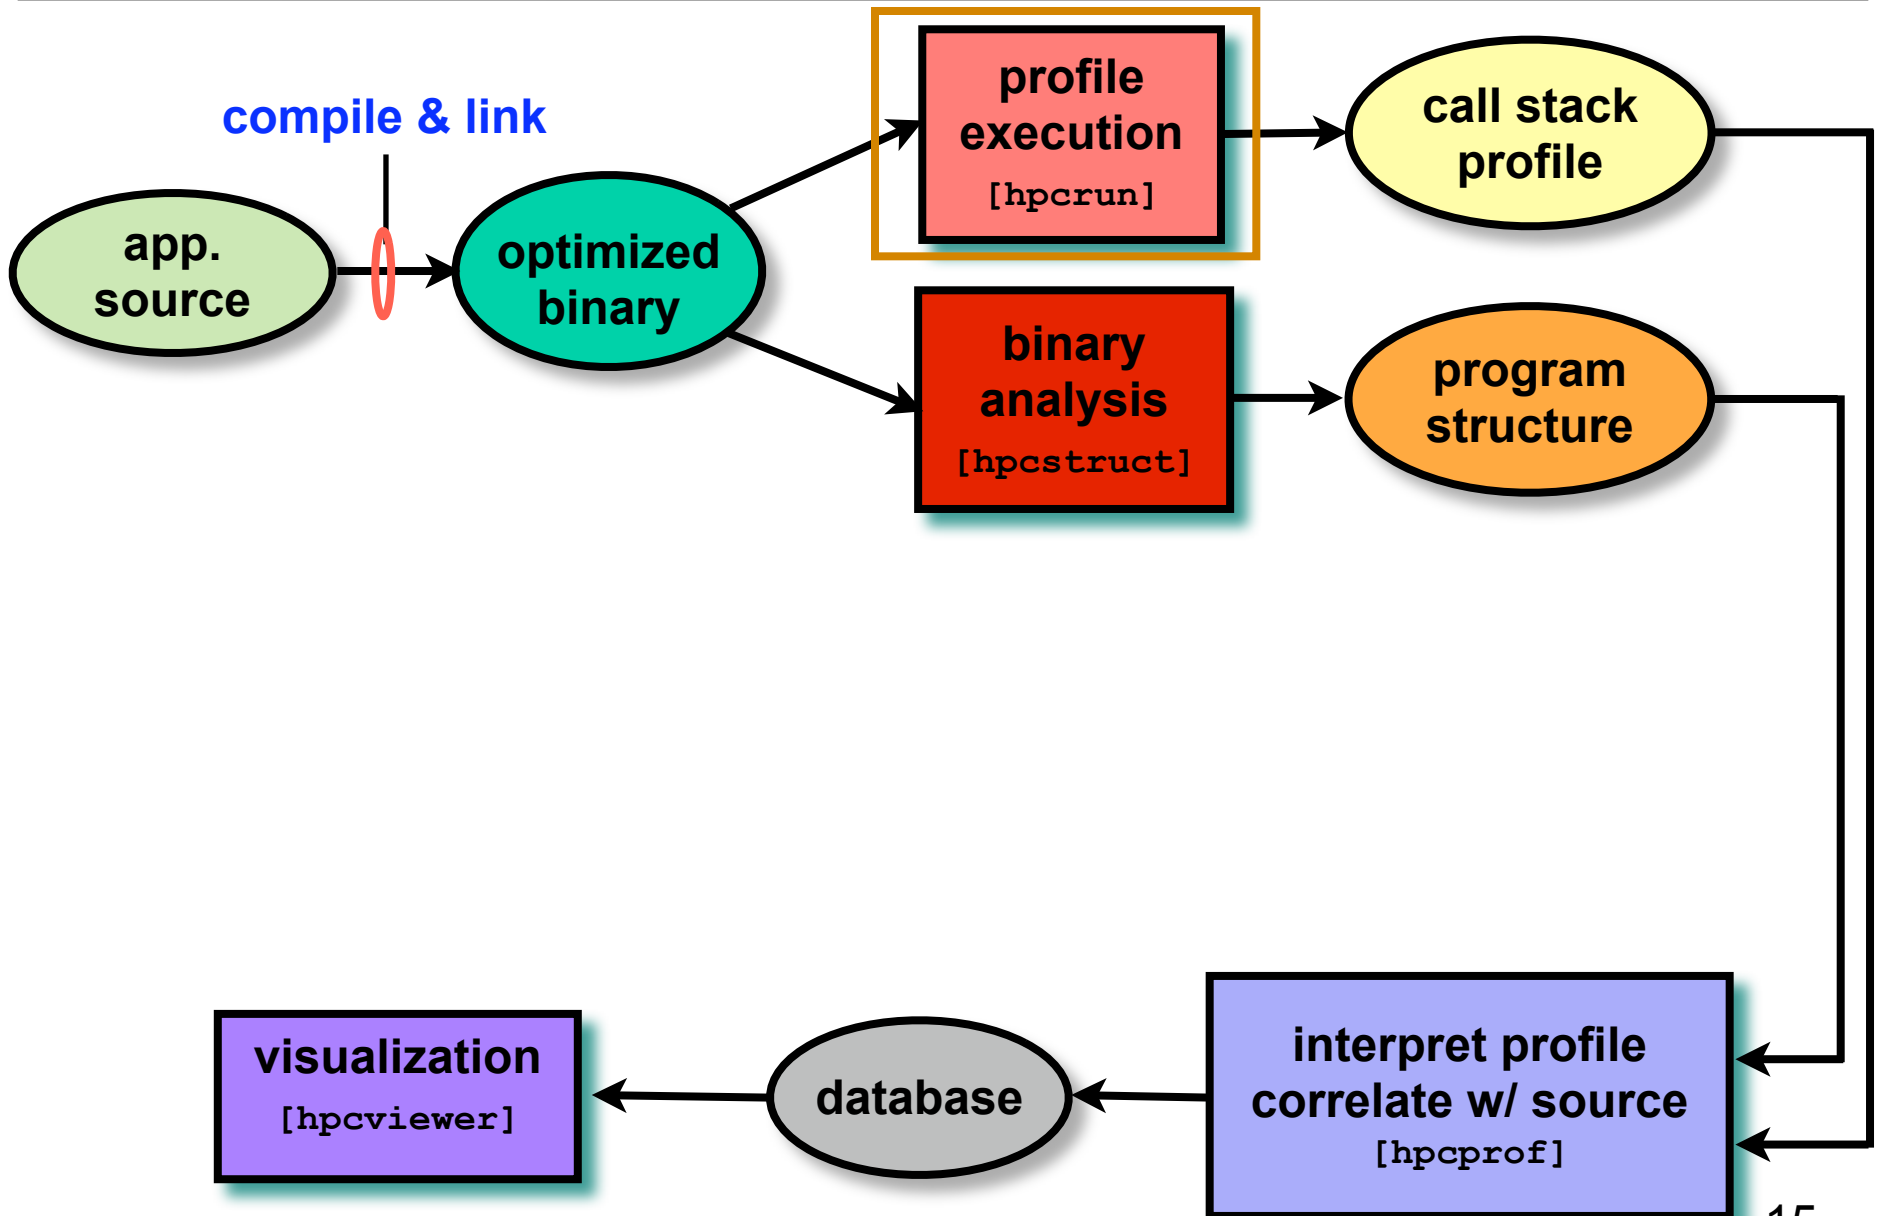 compile & link
app.
source
optimized
binary
profile
execution
[hpcrun]
call stack
profile
binary
analysis
[hpcstruct]
program
structure
interpret profile
correlate w/ source
[hpcprof]
database
visualization
[hpcviewer]
15